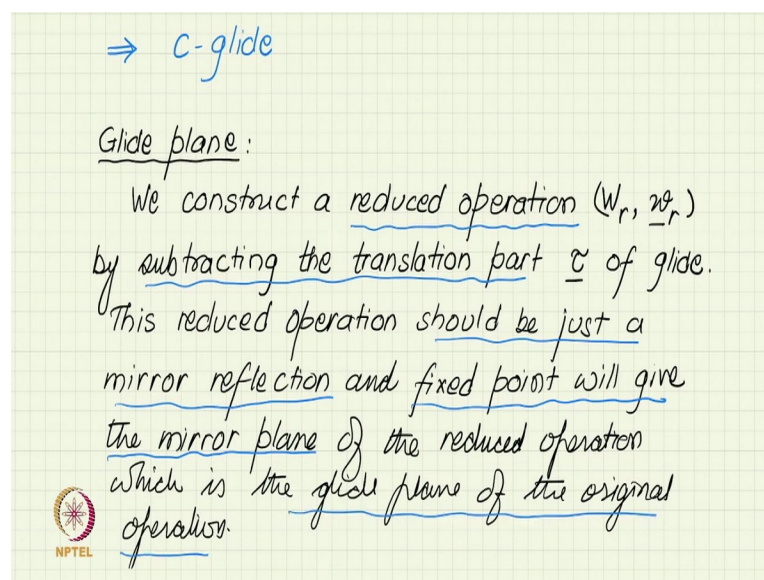 ⇒ c-glide
Glide plane:
We construct a reduced operation (Wr, wr)
by subtracting the translation part τ of glide.
This reduced operation should be just a
mirror reflection and fixed point will give
the mirror plane of the reduced operation
which is the glide plane of the original
operation.
NPTEL